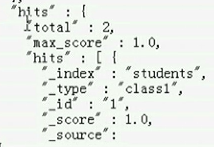 "hits" : {
"total" : 2,
"max_score" : 1.0,
"hits" : [ {
"_index" : "students",
"_type" : "class1",
"_id" : "1",
"_score" : 1.0,
"_source":